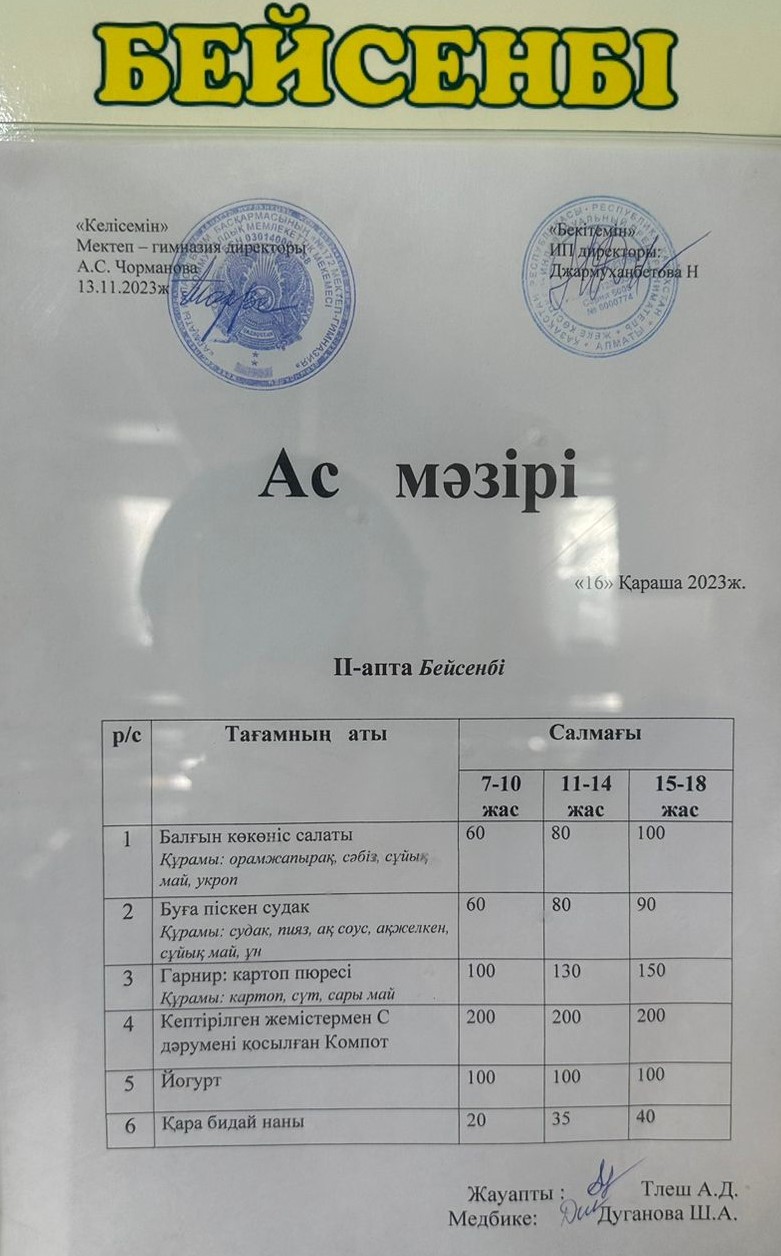 БЕЙСЕНБІ
«Келісемін»
Мектеп – гимназия директоры
А.С. Чорманова
13.11.2023ж
«Бекітемін»
ИП директоры:
Джармуханбетова Н
№ 0000774
АЛМАТЫ
Ас мәзірі
«16» Қараша 2023ж.
ІІ-апта Бейсенбі
р/с Тағамның аты Салмағы
7-10 жас 11-14 жас 15-18 жас
1 Балғын көкөніс салаты 60 80 100
Құрамы: орамжапырақ, сәбіз, сұйық
май, укроп
2 Буға піскен судак 60 80 90
Құрамы: судак, пияз, ақ соус, ақжелкен,
сұйық май, ұн
3 Гарнир: картоп пюресі 100 130 150
Құрамы: картоп, сүт, сары май
4 Кептірілген жемістермен С 200 200 200
дәрумені қосылған Компот
5 Йогурт 100 100 100
6 Қара бидай наны 20 35 40
Жауапты : Тлеш А.Д.
Медбике: Дуганова Ш.А.